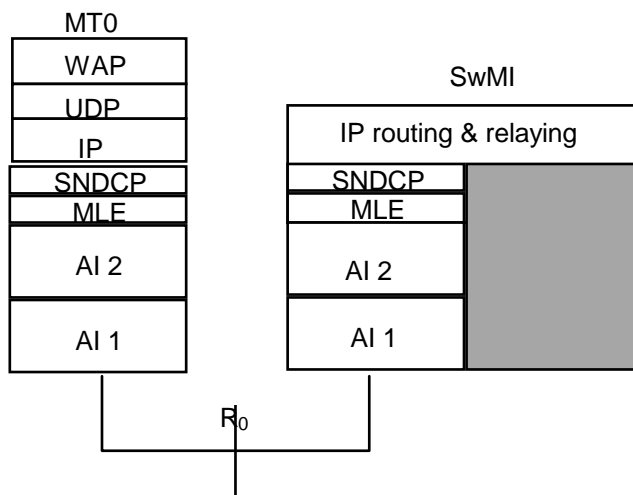 MT0
WAP
UDP
IP
SNDCP
MLE
AI 2
AI 1
SwMI
IP routing & relaying
SNDCP
MLE
AI 2
AI 1
R0